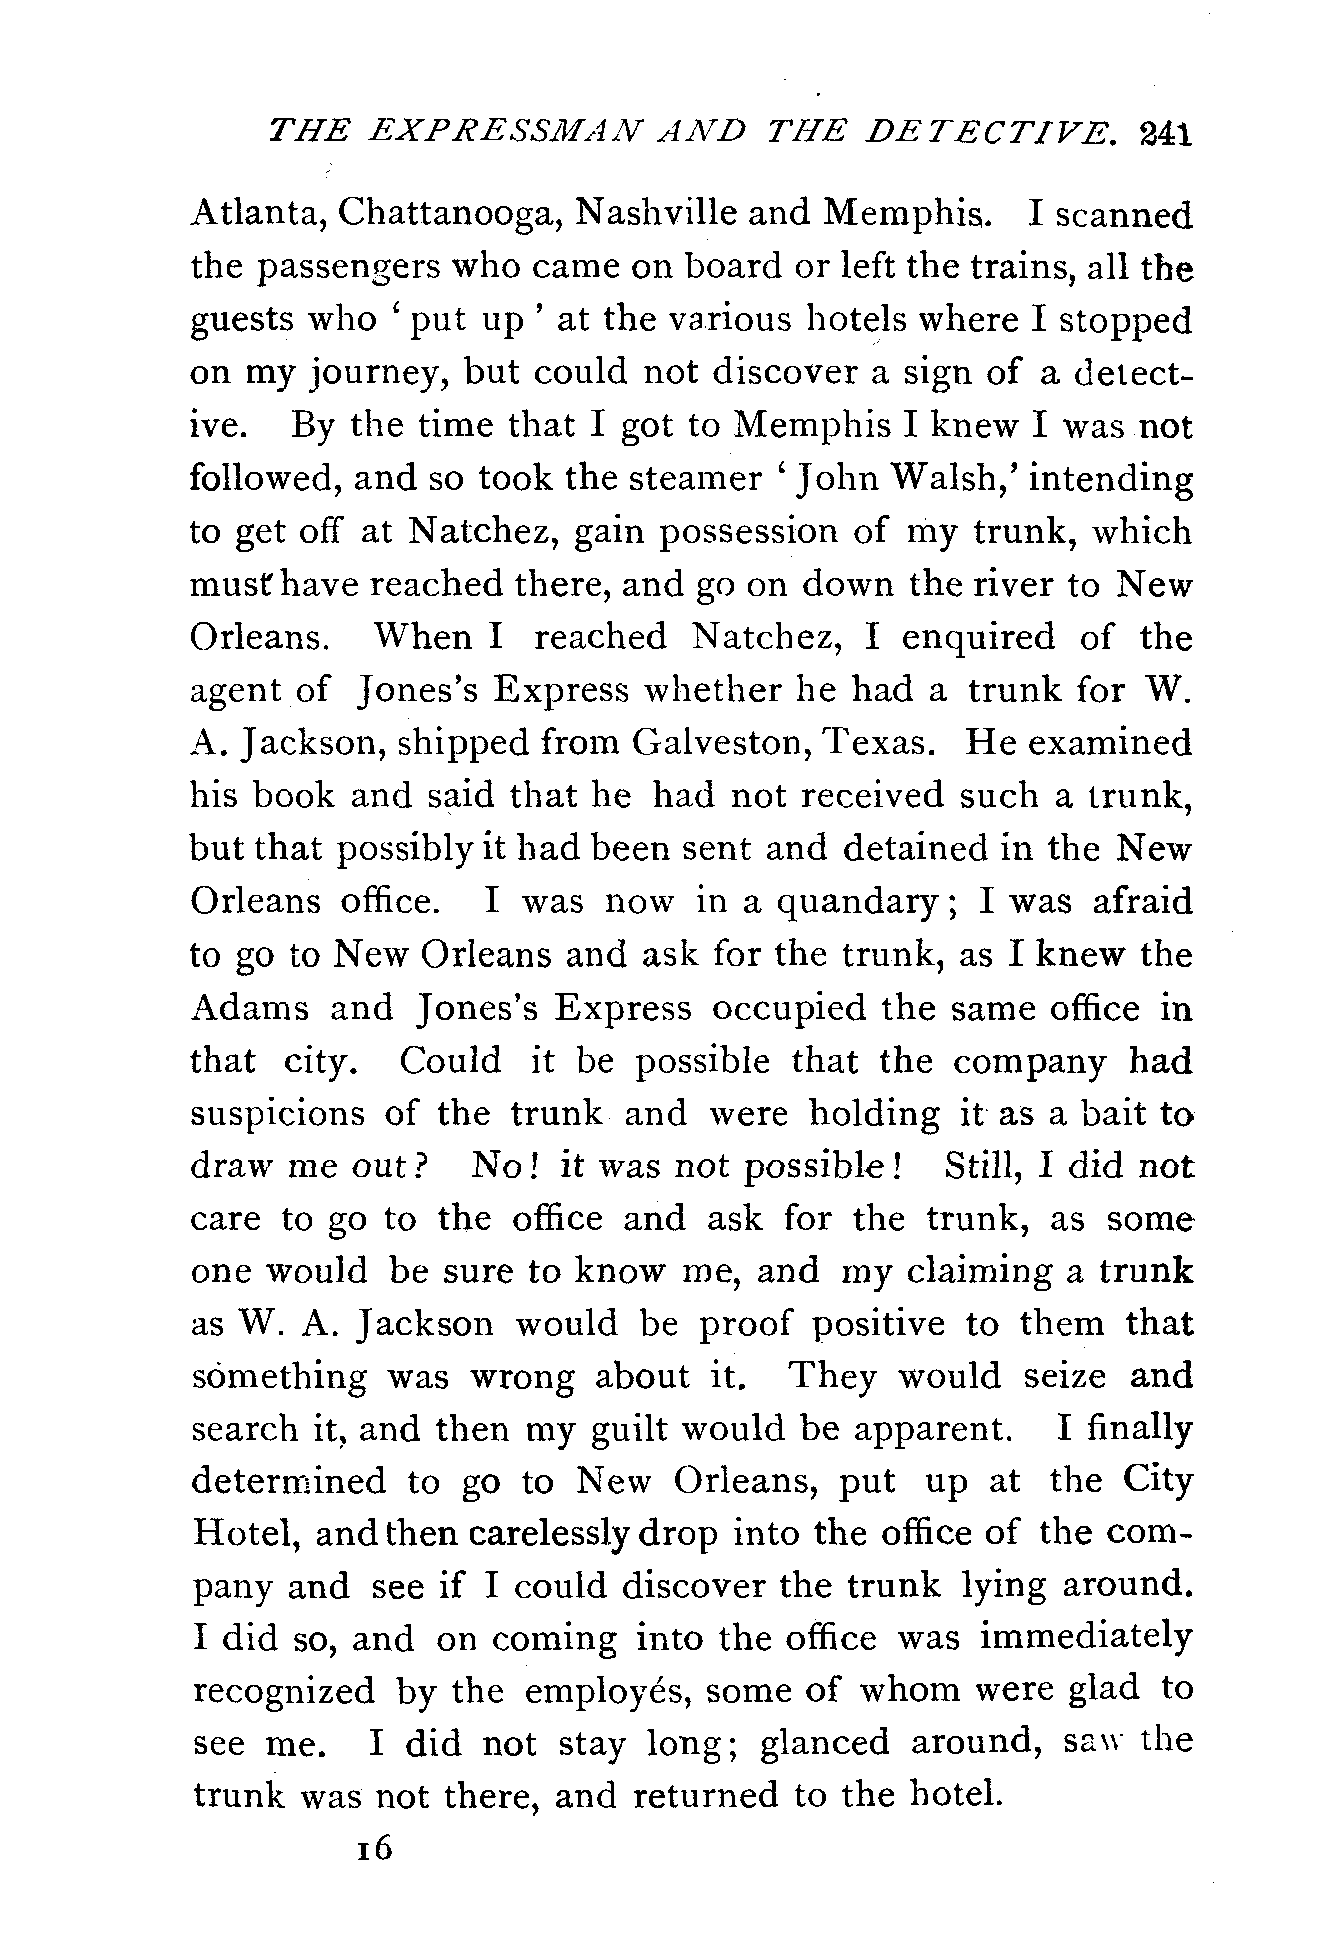 THE EXPRESSMAN AND THE DETECTIVE. 241
Atlanta, Chattanooga, Nashville and Memphis. I scanned
the passengers who came on board or left the trains, all the
guests who ‘ put up ’ at the various hotels where I stopped
on my journey, but could not discover a sign of a detect-
ive. By the time that I got to Memphis I knew I was not
followed, and so took the steamer ‘ John Walsh,’ intending
to get off at Natchez, gain possession of my trunk, which
must have reached there, and go on down the river to New
Orleans. When I reached Natchez, I enquired of the
agent of Jones's Express whether he had a trunk for W.
A. Jackson, shipped from Galveston, Texas. He examined
his book and said that he had not received such a trunk,
but that possibly it had been sent and detained in the New
Orleans office. I was now in a quandary; I was afraid
to go to New Orleans and ask for the trunk, as I knew the
Adams and Jones's Express occupied the same office in
that city. Could it be possible that the company had
suspicions of the trunk and were holding it as a bait to
draw me out? No! it was not possible! Still, I did not
care to go to the office and ask for the trunk, as some
one would be sure to know me, and my claiming a trunk
as W. A. Jackson would be proof positive to them that
something was wrong about it. They would seize and
search it, and then my guilt would be apparent. I finally
determined to go to New Orleans, put up at the City
Hotel, and then carelessly drop into the office of the com-
pany and see if I could discover the trunk lying around.
I did so, and on coming into the office was immediately
recognized by the employés, some of whom were glad to
see me. I did not stay long; glanced around, saw the
trunk was not there, and returned to the hotel.
16